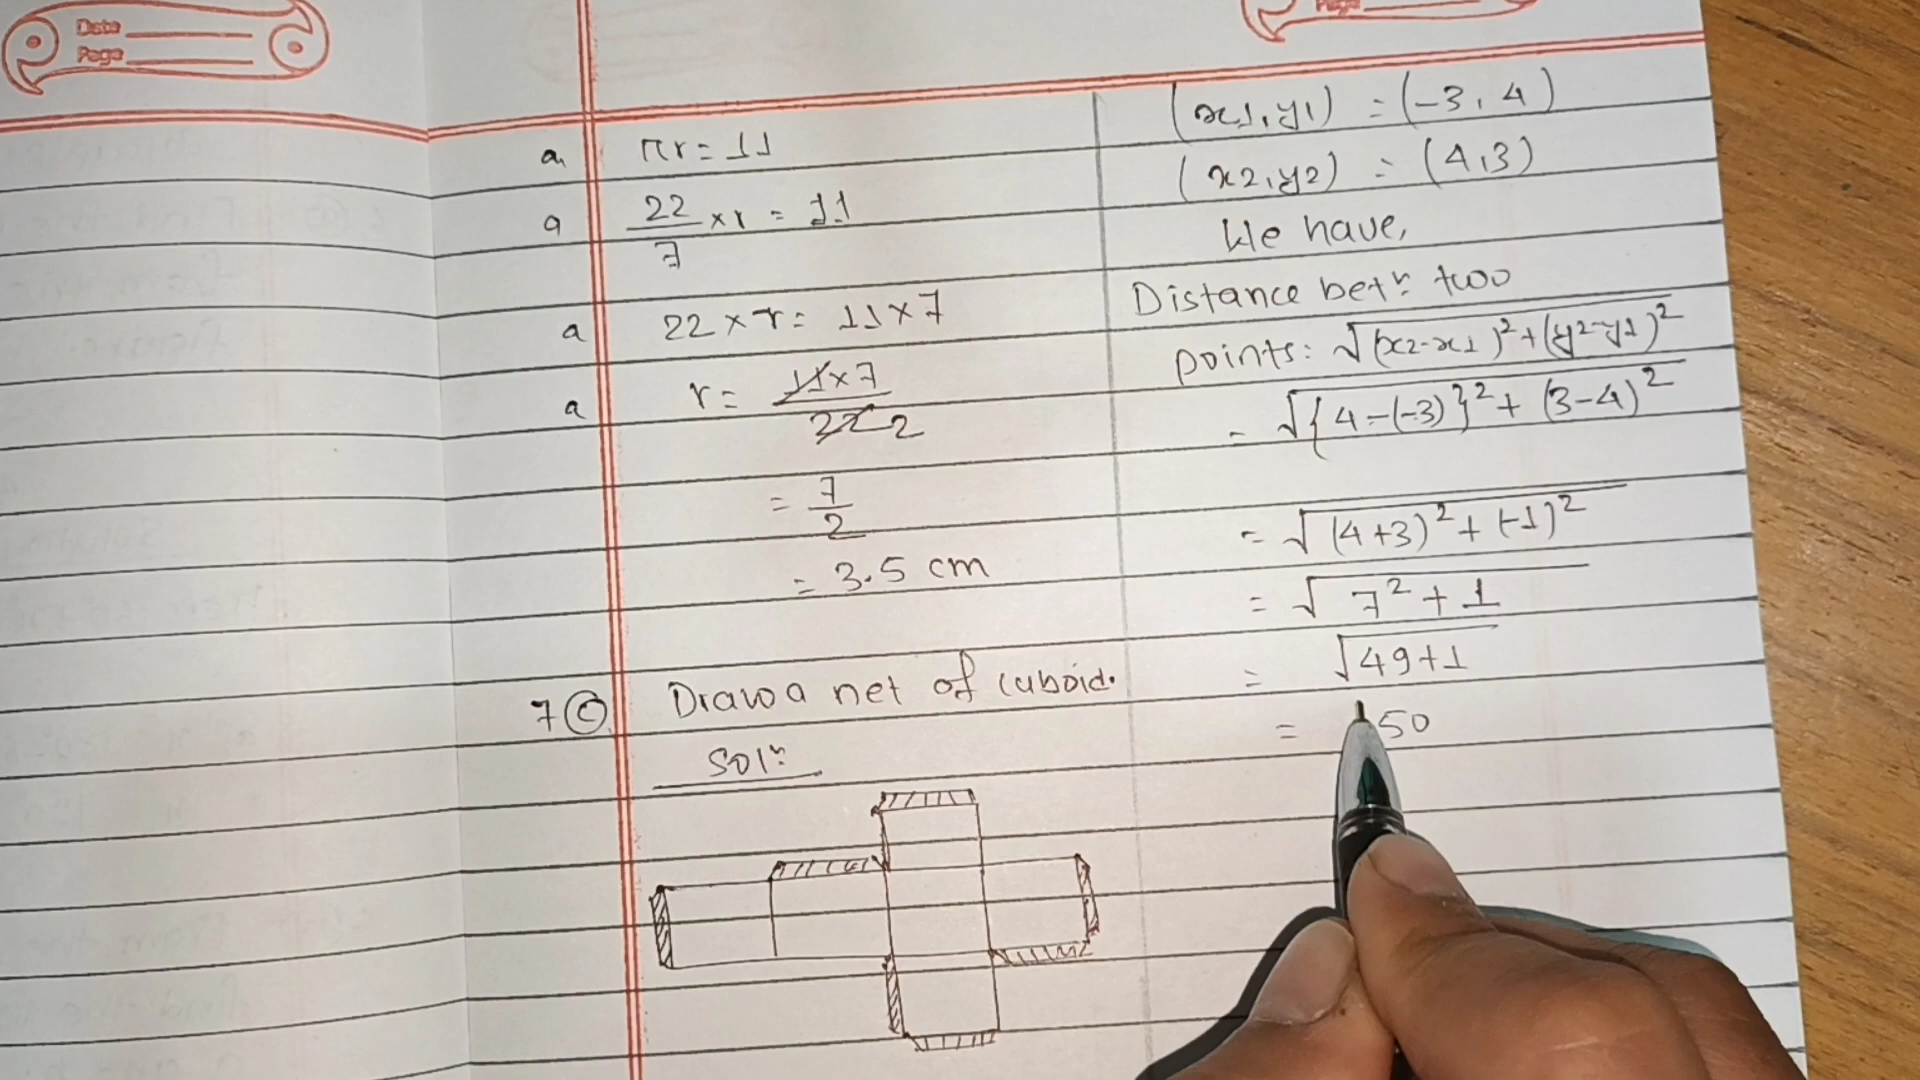 Date
Page
Page
a πr = 11
a 22/7 × r = 11
a 22 × r = 11 × 7
a r = 11×7/22 2
= 7/2
= 3.5 cm
7 (c) Draw a net of cuboid.
Solⁿ
(x1, y1) = (-3, 4)
(x2, y2) = (4, 3)
We have,
Distance betⁿ two
points: √(x2-x1)²+(y2-y1)²
= √{4-(-3)}²+(3-4)²
= √(4+3)²+(-1)²
= √7²+1
= √49+1
= 50